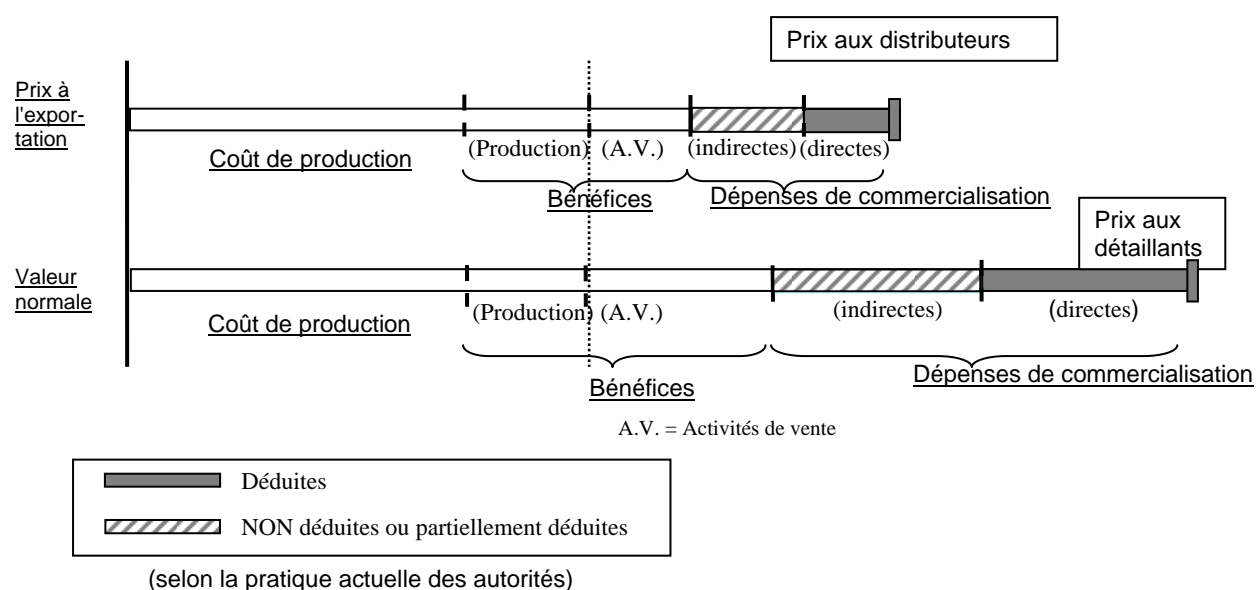 Prix aux distributeurs
Prix à
l'expor-
tation
Coût de production
(Production)
(A.V.)
(indirectes)
(directes)
Bénéfices
Dépenses de commercialisation
Prix aux
détaillants
Valeur
normale
Coût de production
(Production)
(A.V.)
(indirectes)
(directes)
Bénéfices
Dépenses de commercialisation
A.V. = Activités de vente
Déduites
NON déduites ou partiellement déduites
(selon la pratique actuelle des autorités)